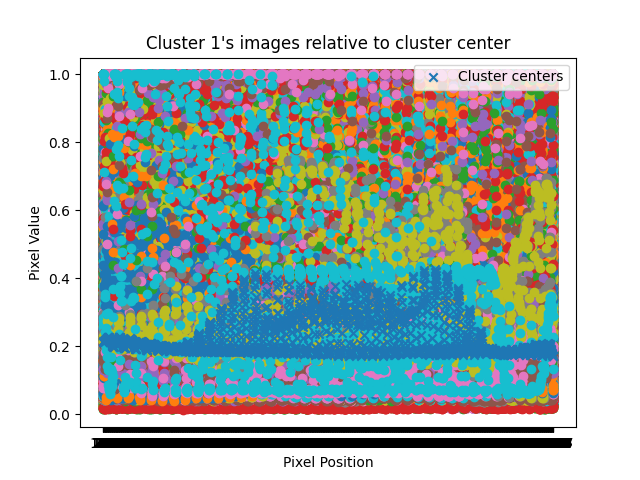 Cluster 1's images relative to cluster center
Cluster centers
1.0
0.8
0.6
0.4
0.2
0.0
Pixel Value
Pixel Position